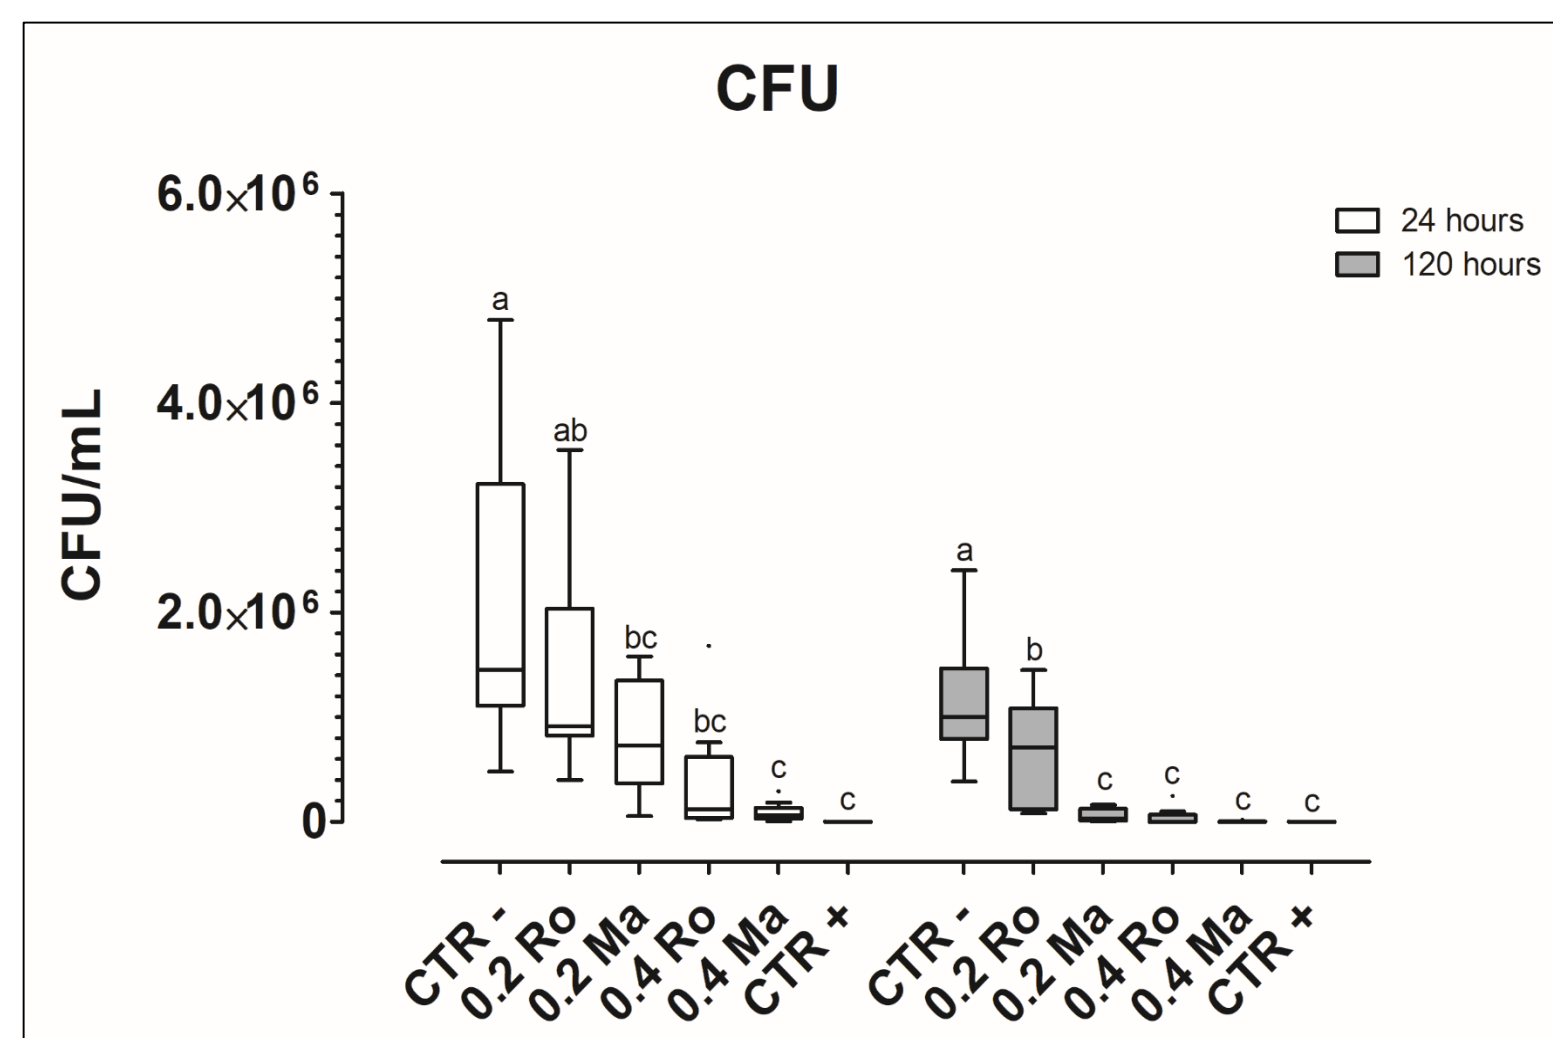 CFU
6.0×10⁶
4.0×10⁶
2.0×10⁶
0
CFU/mL
24 hours
120 hours
a
ab
bc
bc
c
c
a
b
c
c
c
c
CTR -
0.2 Ro
0.2 Ma
0.4 Ro
0.4 Ma
CTR +
CTR -
0.2 Ro
0.2 Ma
0.4 Ro
0.4 Ma
CTR +